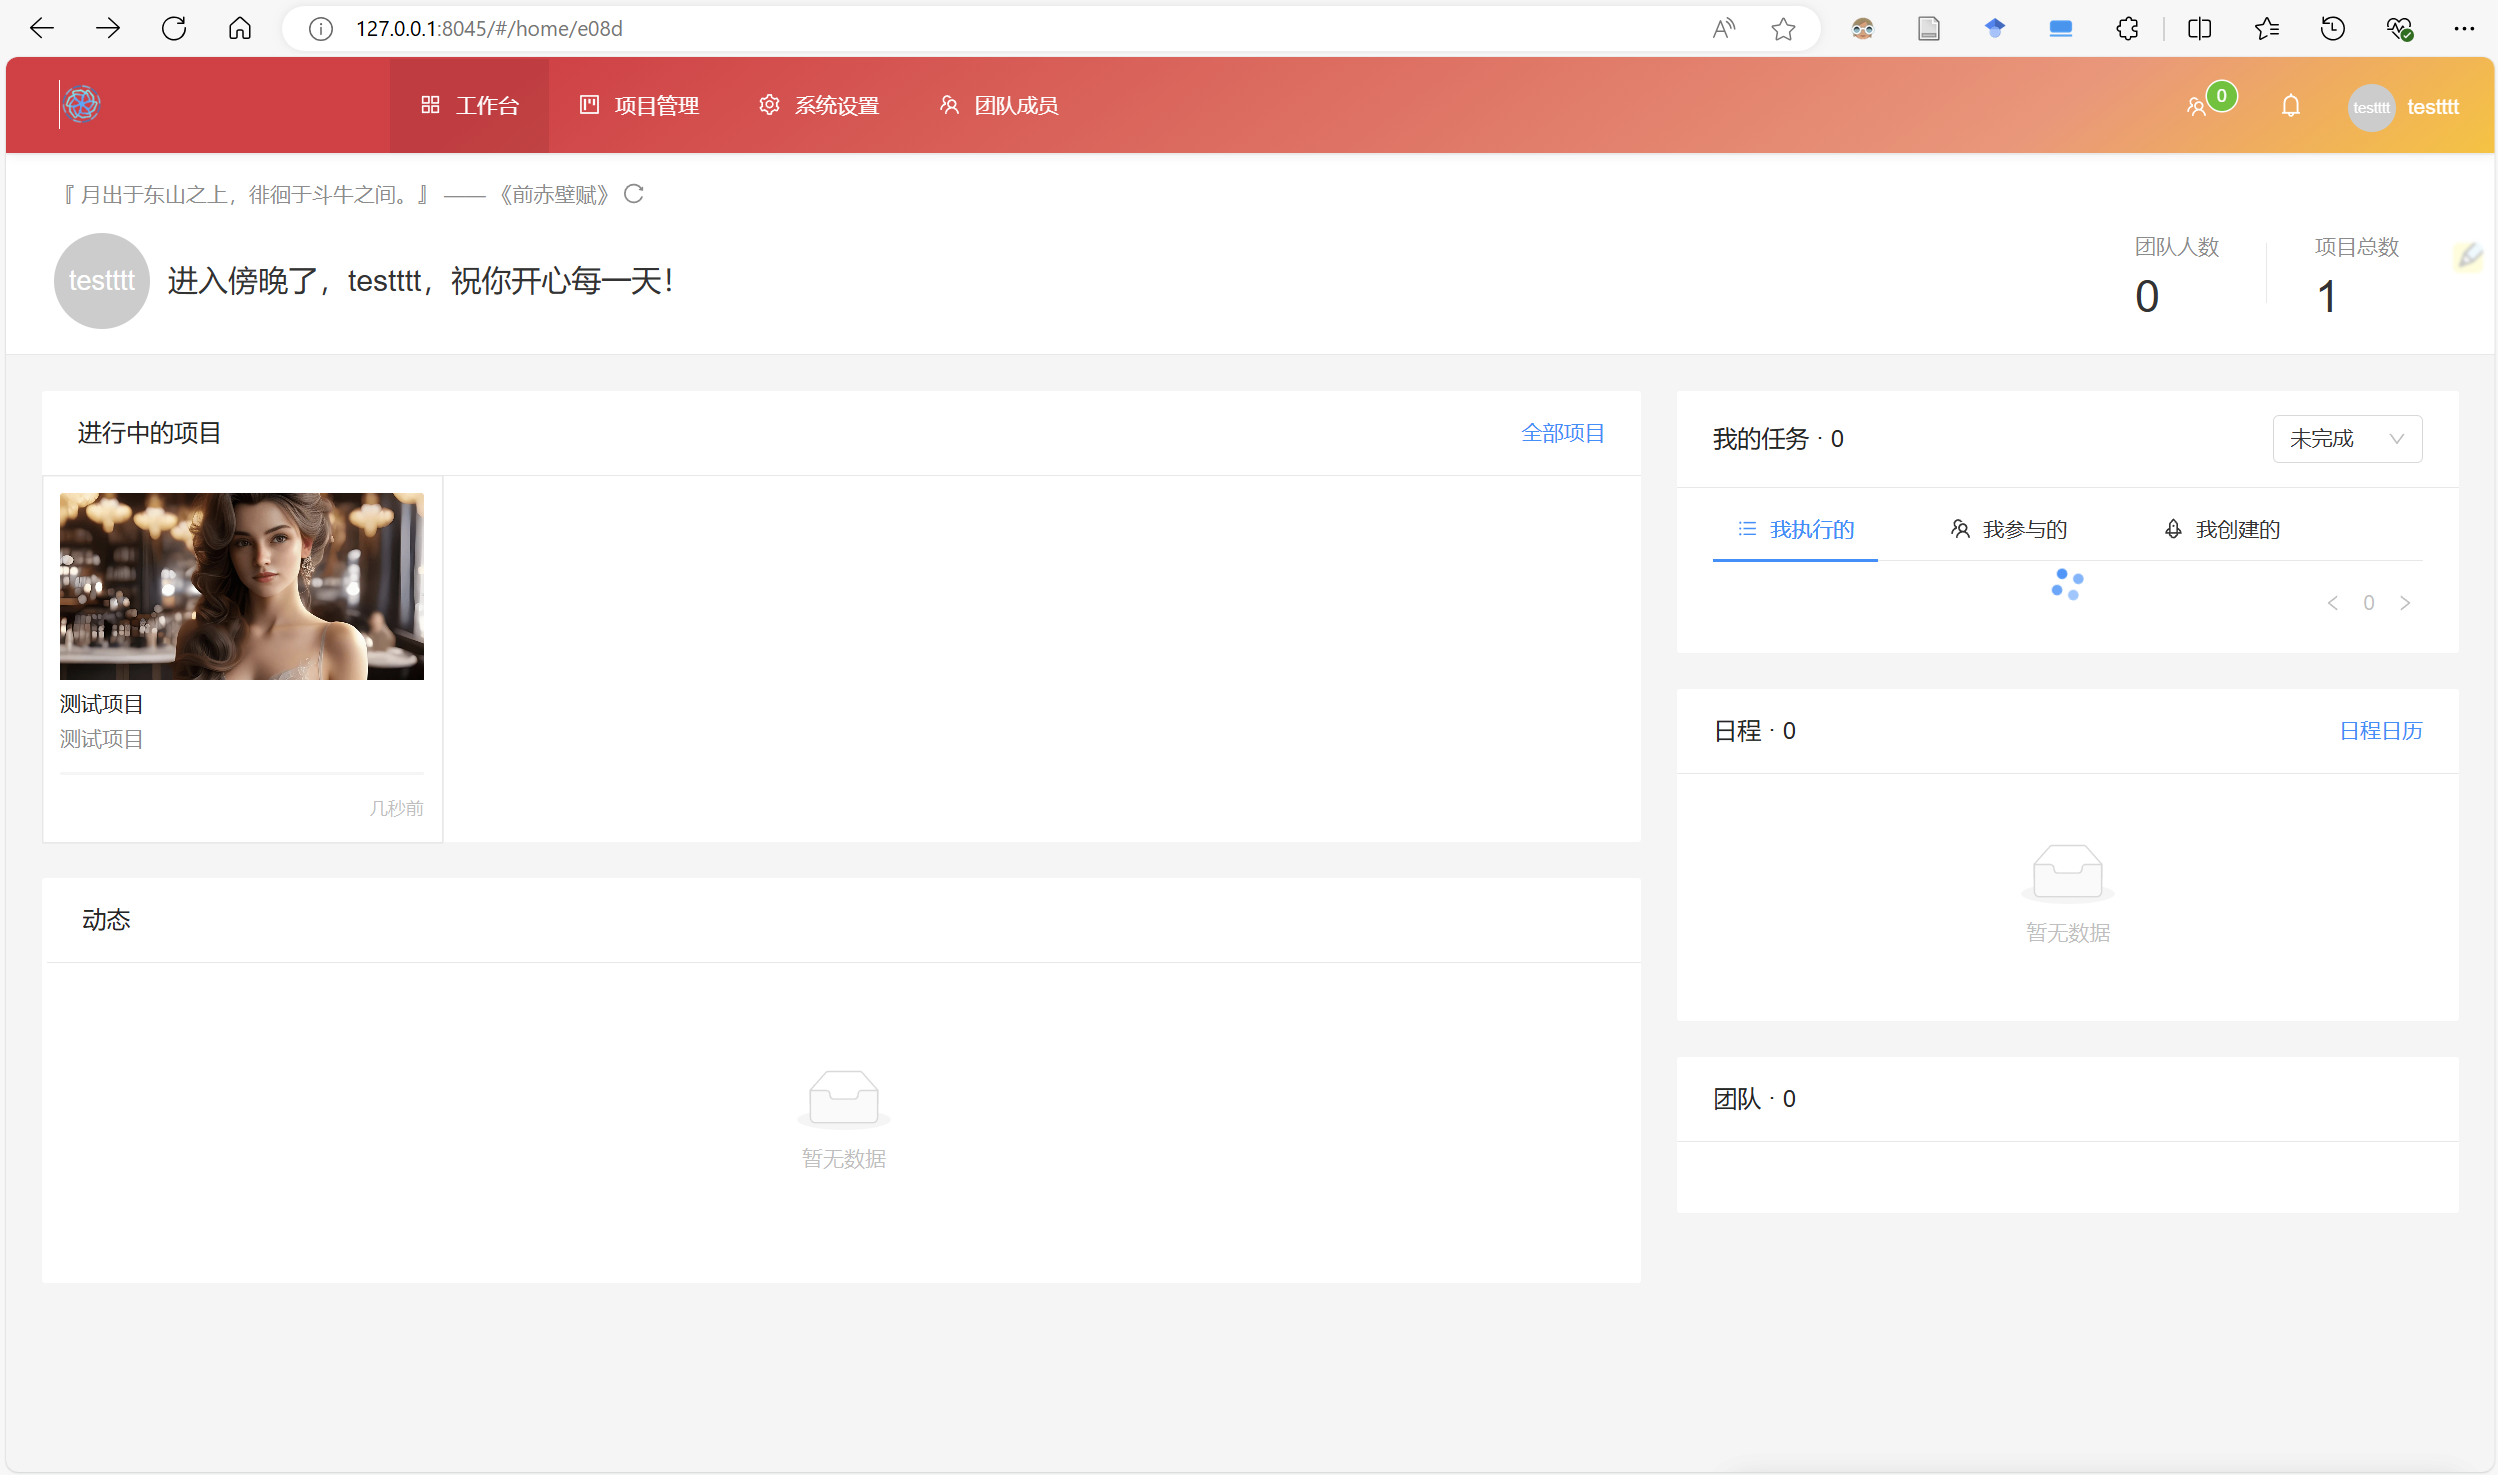 127.0.0.1:8045/#/home/e08d
工作台 项目管理 系统设置 团队成员 0 testttt testttt
『 月出于东山之上，徘徊于斗牛之间。』 —— 《前赤壁赋》
testttt 进入傍晚了，testttt，祝你开心每一天！
团队人数 项目总数
0 1
进行中的项目 全部项目
测试项目
测试项目
几秒前
动态
暂无数据
我的任务 · 0 未完成
我执行的 我参与的 我创建的
0
日程 · 0 日程日历
暂无数据
团队 · 0